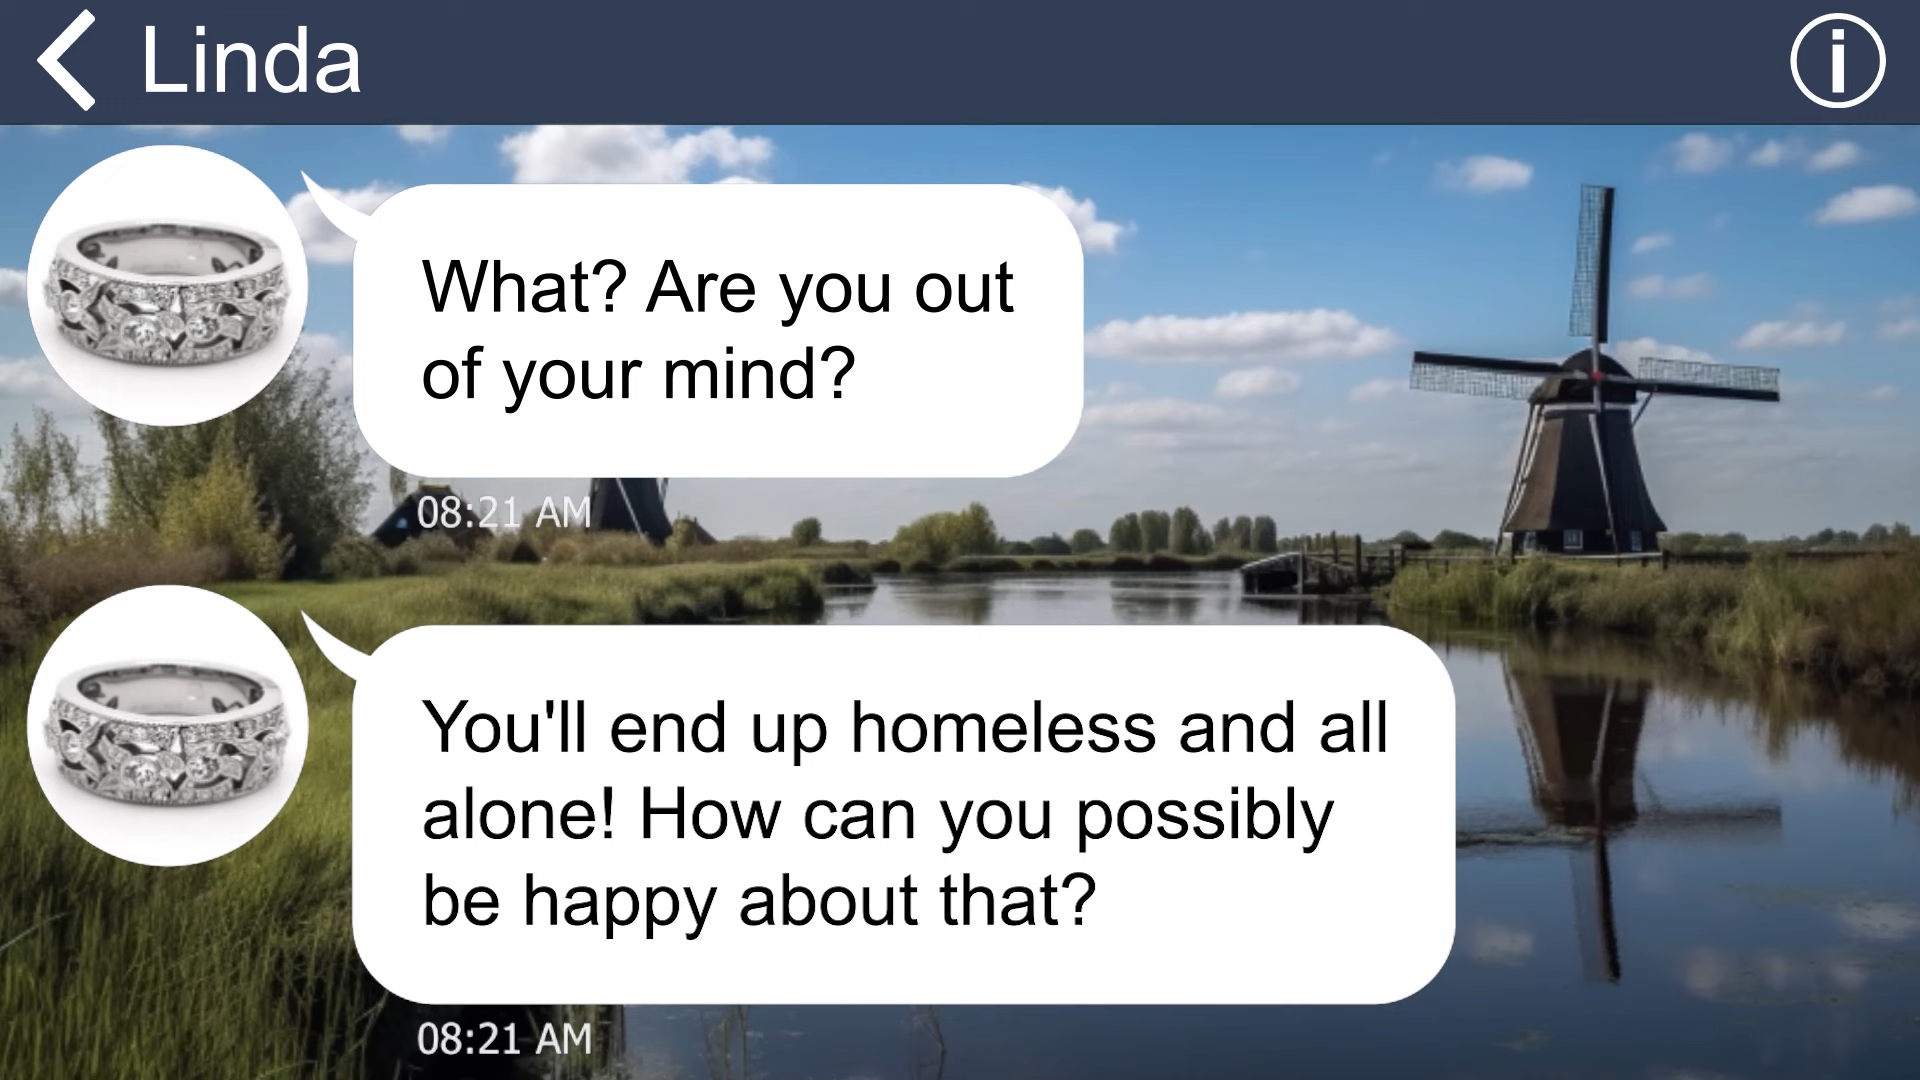 Linda
What? Are you out
of your mind?
08:21 AM
You'll end up homeless and all
alone! How can you possibly
be happy about that?
08:21 AM